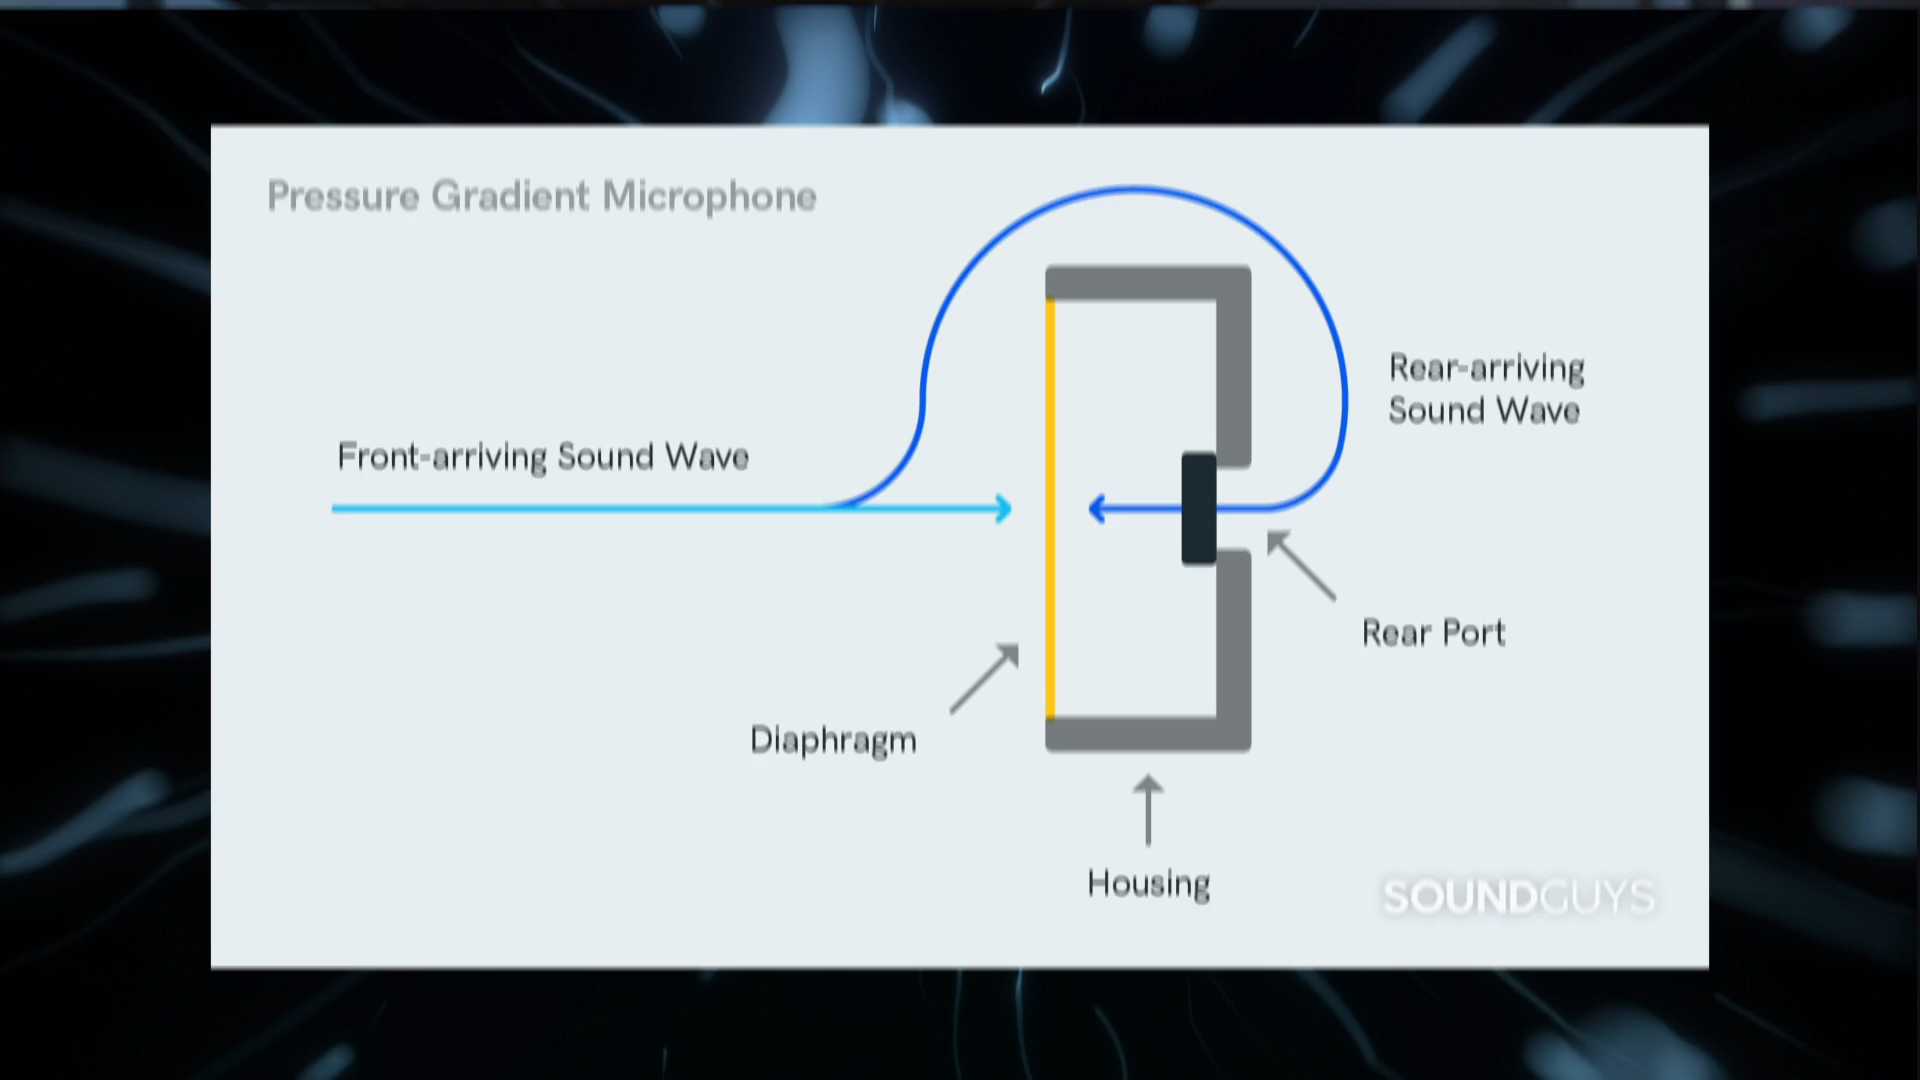 Pressure Gradient Microphone
Rear-arriving
Sound Wave
Front-arriving Sound Wave
Rear Port
Diaphragm
Housing
SOUNDGUYS